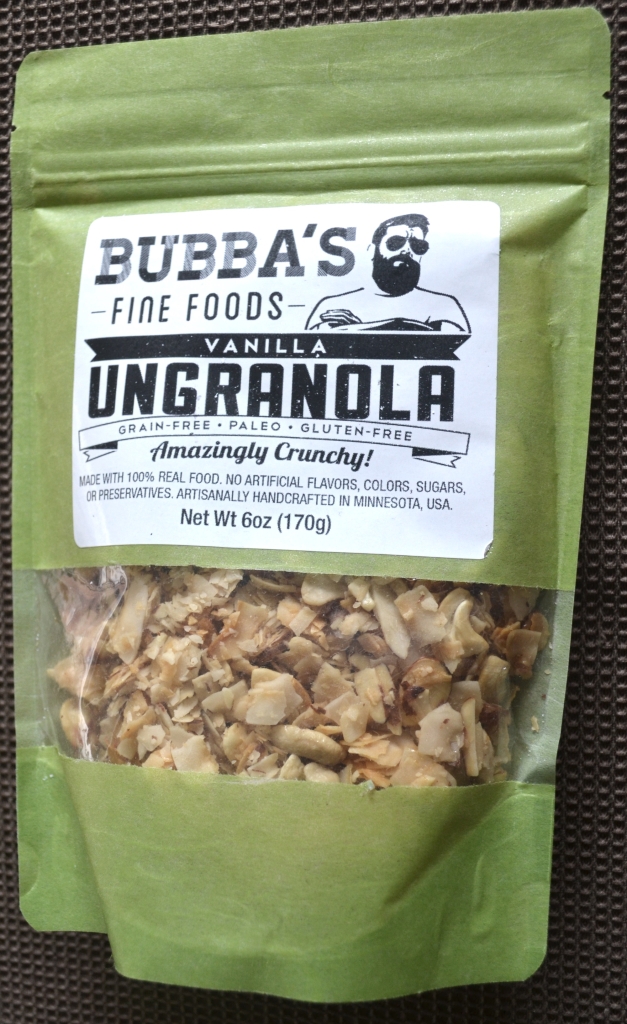 BUBBA'S
FINE FOODS
VANILLA
UNGRANOLA
GRAIN-FREE • PALEO • GLUTEN-FREE
Amazingly Crunchy!
MADE WITH 100% REAL FOOD. NO ARTIFICIAL FLAVORS, COLORS, SUGARS,
OR PRESERVATIVES. ARTISANALLY HANDCRAFTED IN MINNESOTA, USA.
Net Wt 6oz (170g)